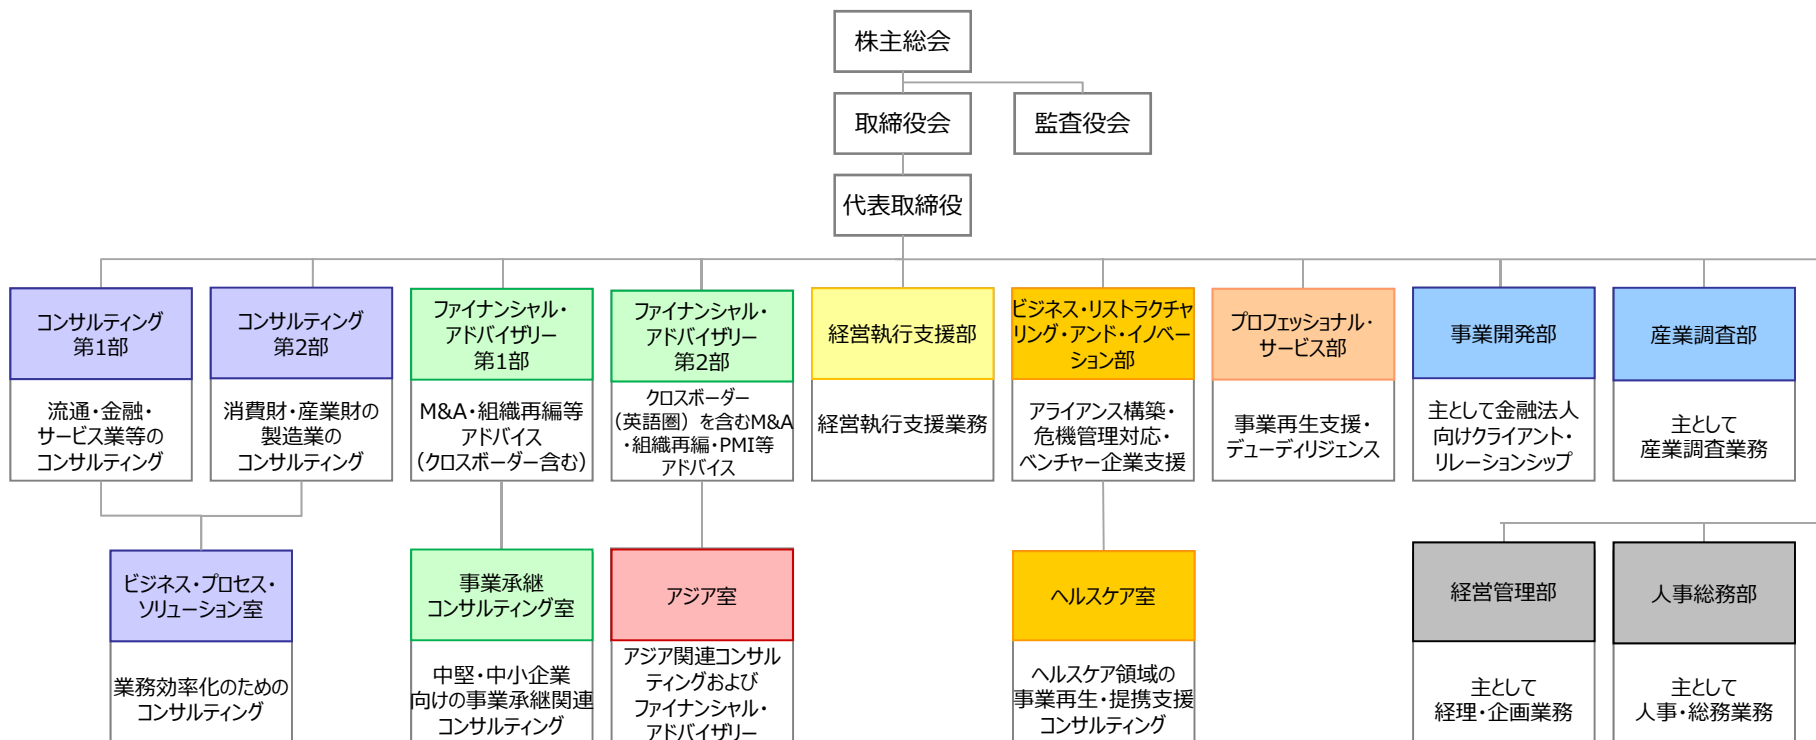 株主総会
取締役会
監査役会
代表取締役
コンサルティング
第1部
流通・金融・
サービス業等の
コンサルティング
コンサルティング
第2部
消費財・産業財の
製造業の
コンサルティング
ファイナンシャル・
アドバイザリー
第1部
M&A・組織再編等
アドバイス
（クロスボーダー含む）
ファイナンシャル・
アドバイザリー
第2部
クロスボーダー
（英語圏）を含むM&A
・組織再編・PMI等
アドバイス
経営執行支援部
経営執行支援業務
ビジネス・リストラクチャ
リング・アンド・イノベー
ション部
アライアンス構築・
危機管理対応・
ベンチャー企業支援
プロフェッショナル・
サービス部
事業再生支援・
デューディリジェンス
事業開発部
主として金融法人
向けクライアント・
リレーションシップ
産業調査部
主として
産業調査業務
ビジネス・プロセス・
ソリューション室
業務効率化のための
コンサルティング
事業承継
コンサルティング室
中堅・中小企業
向けの事業承継関連
コンサルティング
アジア室
アジア関連コンサル
ティングおよび
ファイナンシャル・
アドバイザリー
ヘルスケア室
ヘルスケア領域の
事業再生・提携支援
コンサルティング
経営管理部
主として
経理・企画業務
人事総務部
主として
人事・総務業務